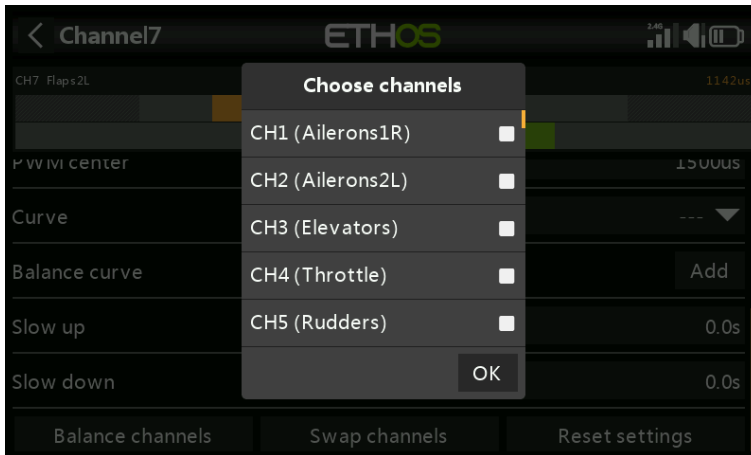 Channel7
ETHOS
2.4G
CH7 Flaps2L
1142us
Choose channels
CH1 (Ailerons1R)
CH2 (Ailerons2L)
CH3 (Elevators)
CH4 (Throttle)
CH5 (Rudders)
OK
PWM center
1500us
Curve
---
Balance curve
Add
Slow up
0.0s
Slow down
0.0s
Balance channels
Swap channels
Reset settings